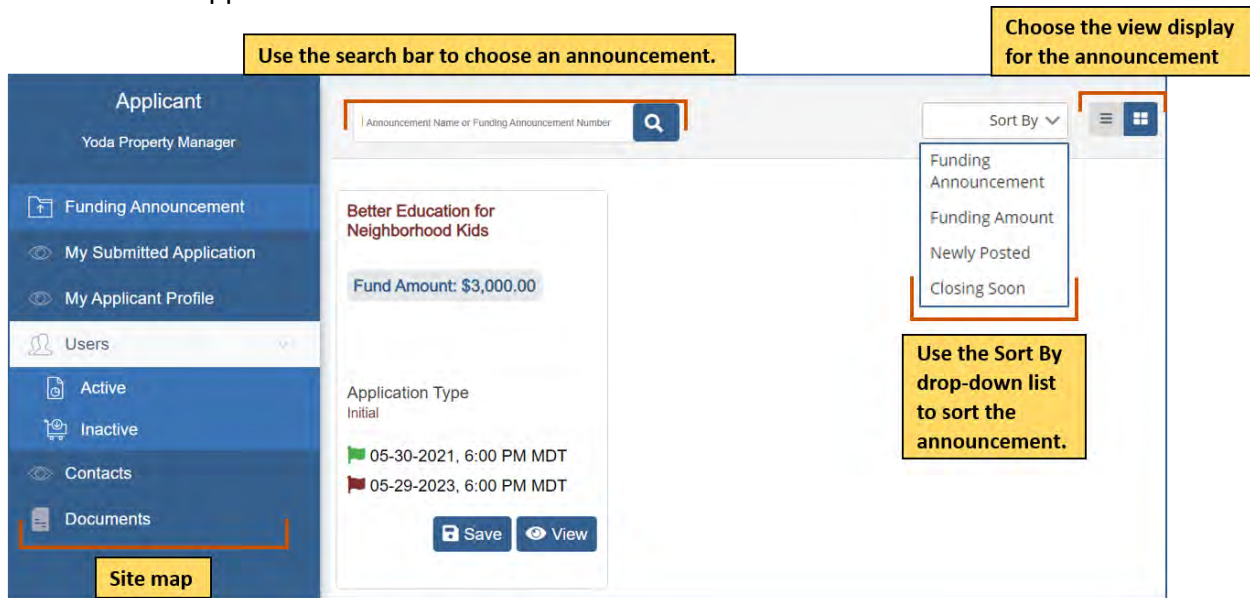 Choose the view display
for the announcement
Use the search bar to choose an announcement.
Applicant
Yoda Property Manager
Announcement Name or Funding Announcement Number
Sort By
Funding
Announcement
Funding Amount
Newly Posted
Closing Soon
Funding Announcement
My Submitted Application
My Applicant Profile
Users
Active
Inactive
Contacts
Documents
Site map
Better Education for
Neighborhood Kids
Fund Amount: $3,000.00
Application Type
Initial
05-30-2021, 6:00 PM MDT
05-29-2023, 6:00 PM MDT
Save
View
Use the Sort By
drop-down list
to sort the
announcement.